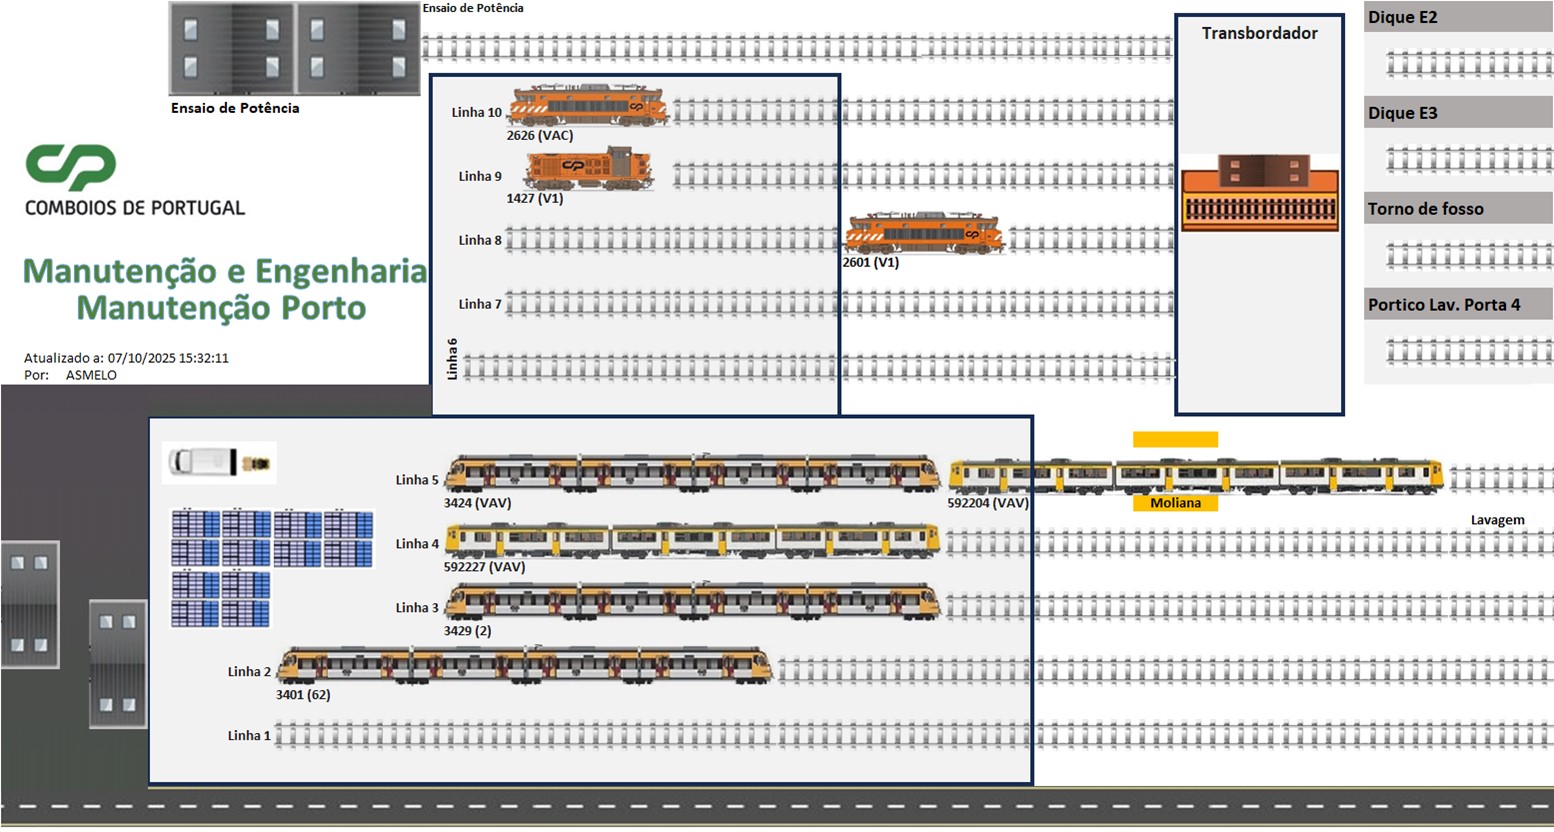 Ensaio de Potência
Ensaio de Potência
Transbordador
Dique E2
Dique E3
Torno de fosso
Portico Lav. Porta 4
Linha 10
2626 (VAC)
Linha 9
1427 (V1)
Linha 8
2601 (V1)
Linha 7
Linha 6
CP
COMBOIOS DE PORTUGAL
Manutenção e Engenharia
Manutenção Porto
Atualizado a: 07/10/2025 15:32:11
Por: ASMELO
Linha 5
3424 (VAV)
592204 (VAV)
Moliana
Lavagem
Linha 4
592227 (VAV)
Linha 3
3429 (2)
Linha 2
3401 (62)
Linha 1